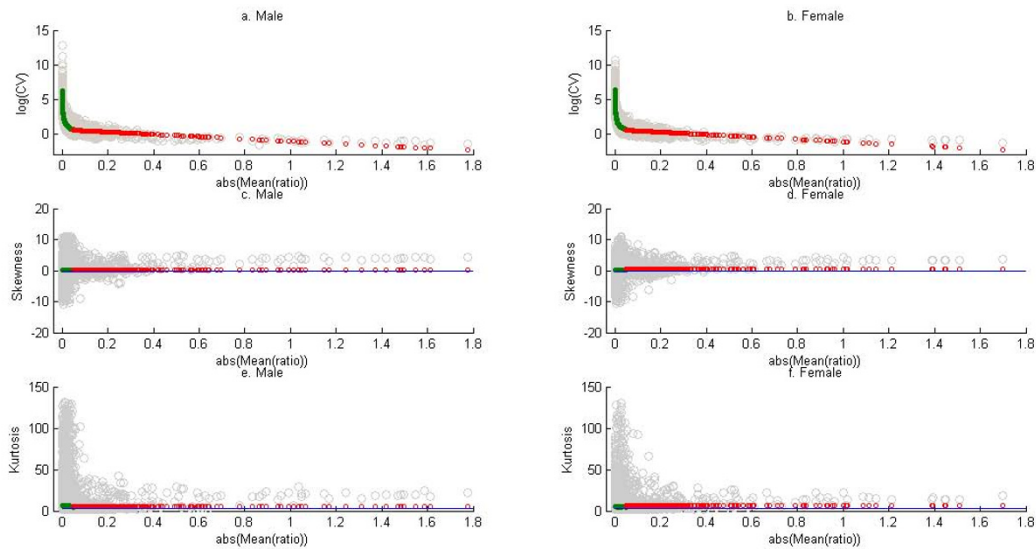 a. Male
b. Female
15
10
5
0
log(CV)
0 0.2 0.4 0.6 0.8 1 1.2 1.4 1.6 1.8
abs(Mean(ratio))
15
10
5
0
log(CV)
0 0.2 0.4 0.6 0.8 1 1.2 1.4 1.6 1.8
abs(Mean(ratio))
c. Male
d. Female
20
10
0
-10
-20
Skewness
0 0.2 0.4 0.6 0.8 1 1.2 1.4 1.6 1.8
abs(Mean(ratio))
20
10
0
-10
-20
Skewness
0 0.2 0.4 0.6 0.8 1 1.2 1.4 1.6 1.8
abs(Mean(ratio))
e. Male
f. Female
150
100
50
0
Kurtosis
0 0.2 0.4 0.6 0.8 1 1.2 1.4 1.6 1.8
abs(Mean(ratio))
150
100
50
0
Kurtosis
0 0.2 0.4 0.6 0.8 1 1.2 1.4 1.6 1.8
abs(Mean(ratio))